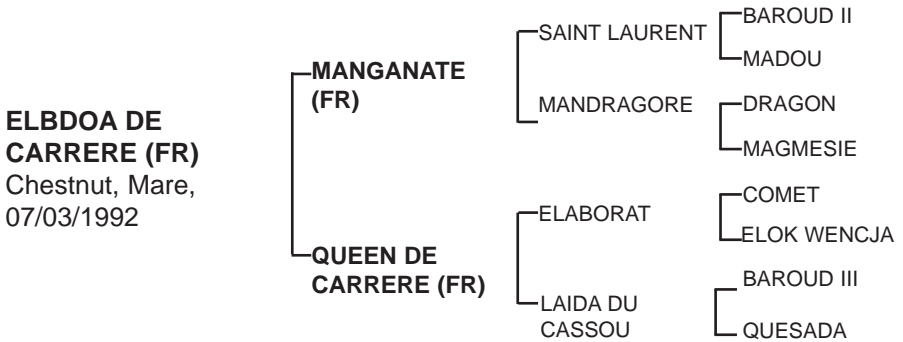 ELBDOA DE
CARRERE (FR)
Chestnut, Mare,
07/03/1992
MANGANATE
(FR)
QUEEN DE
CARRERE (FR)
SAINT LAURENT
MANDRAGORE
ELABORAT
LAIDA DU
CASSOU
BAROUD II
MADOU
DRAGON
MAGMESIE
COMET
ELOK WENCJA
BAROUD III
QUESADA